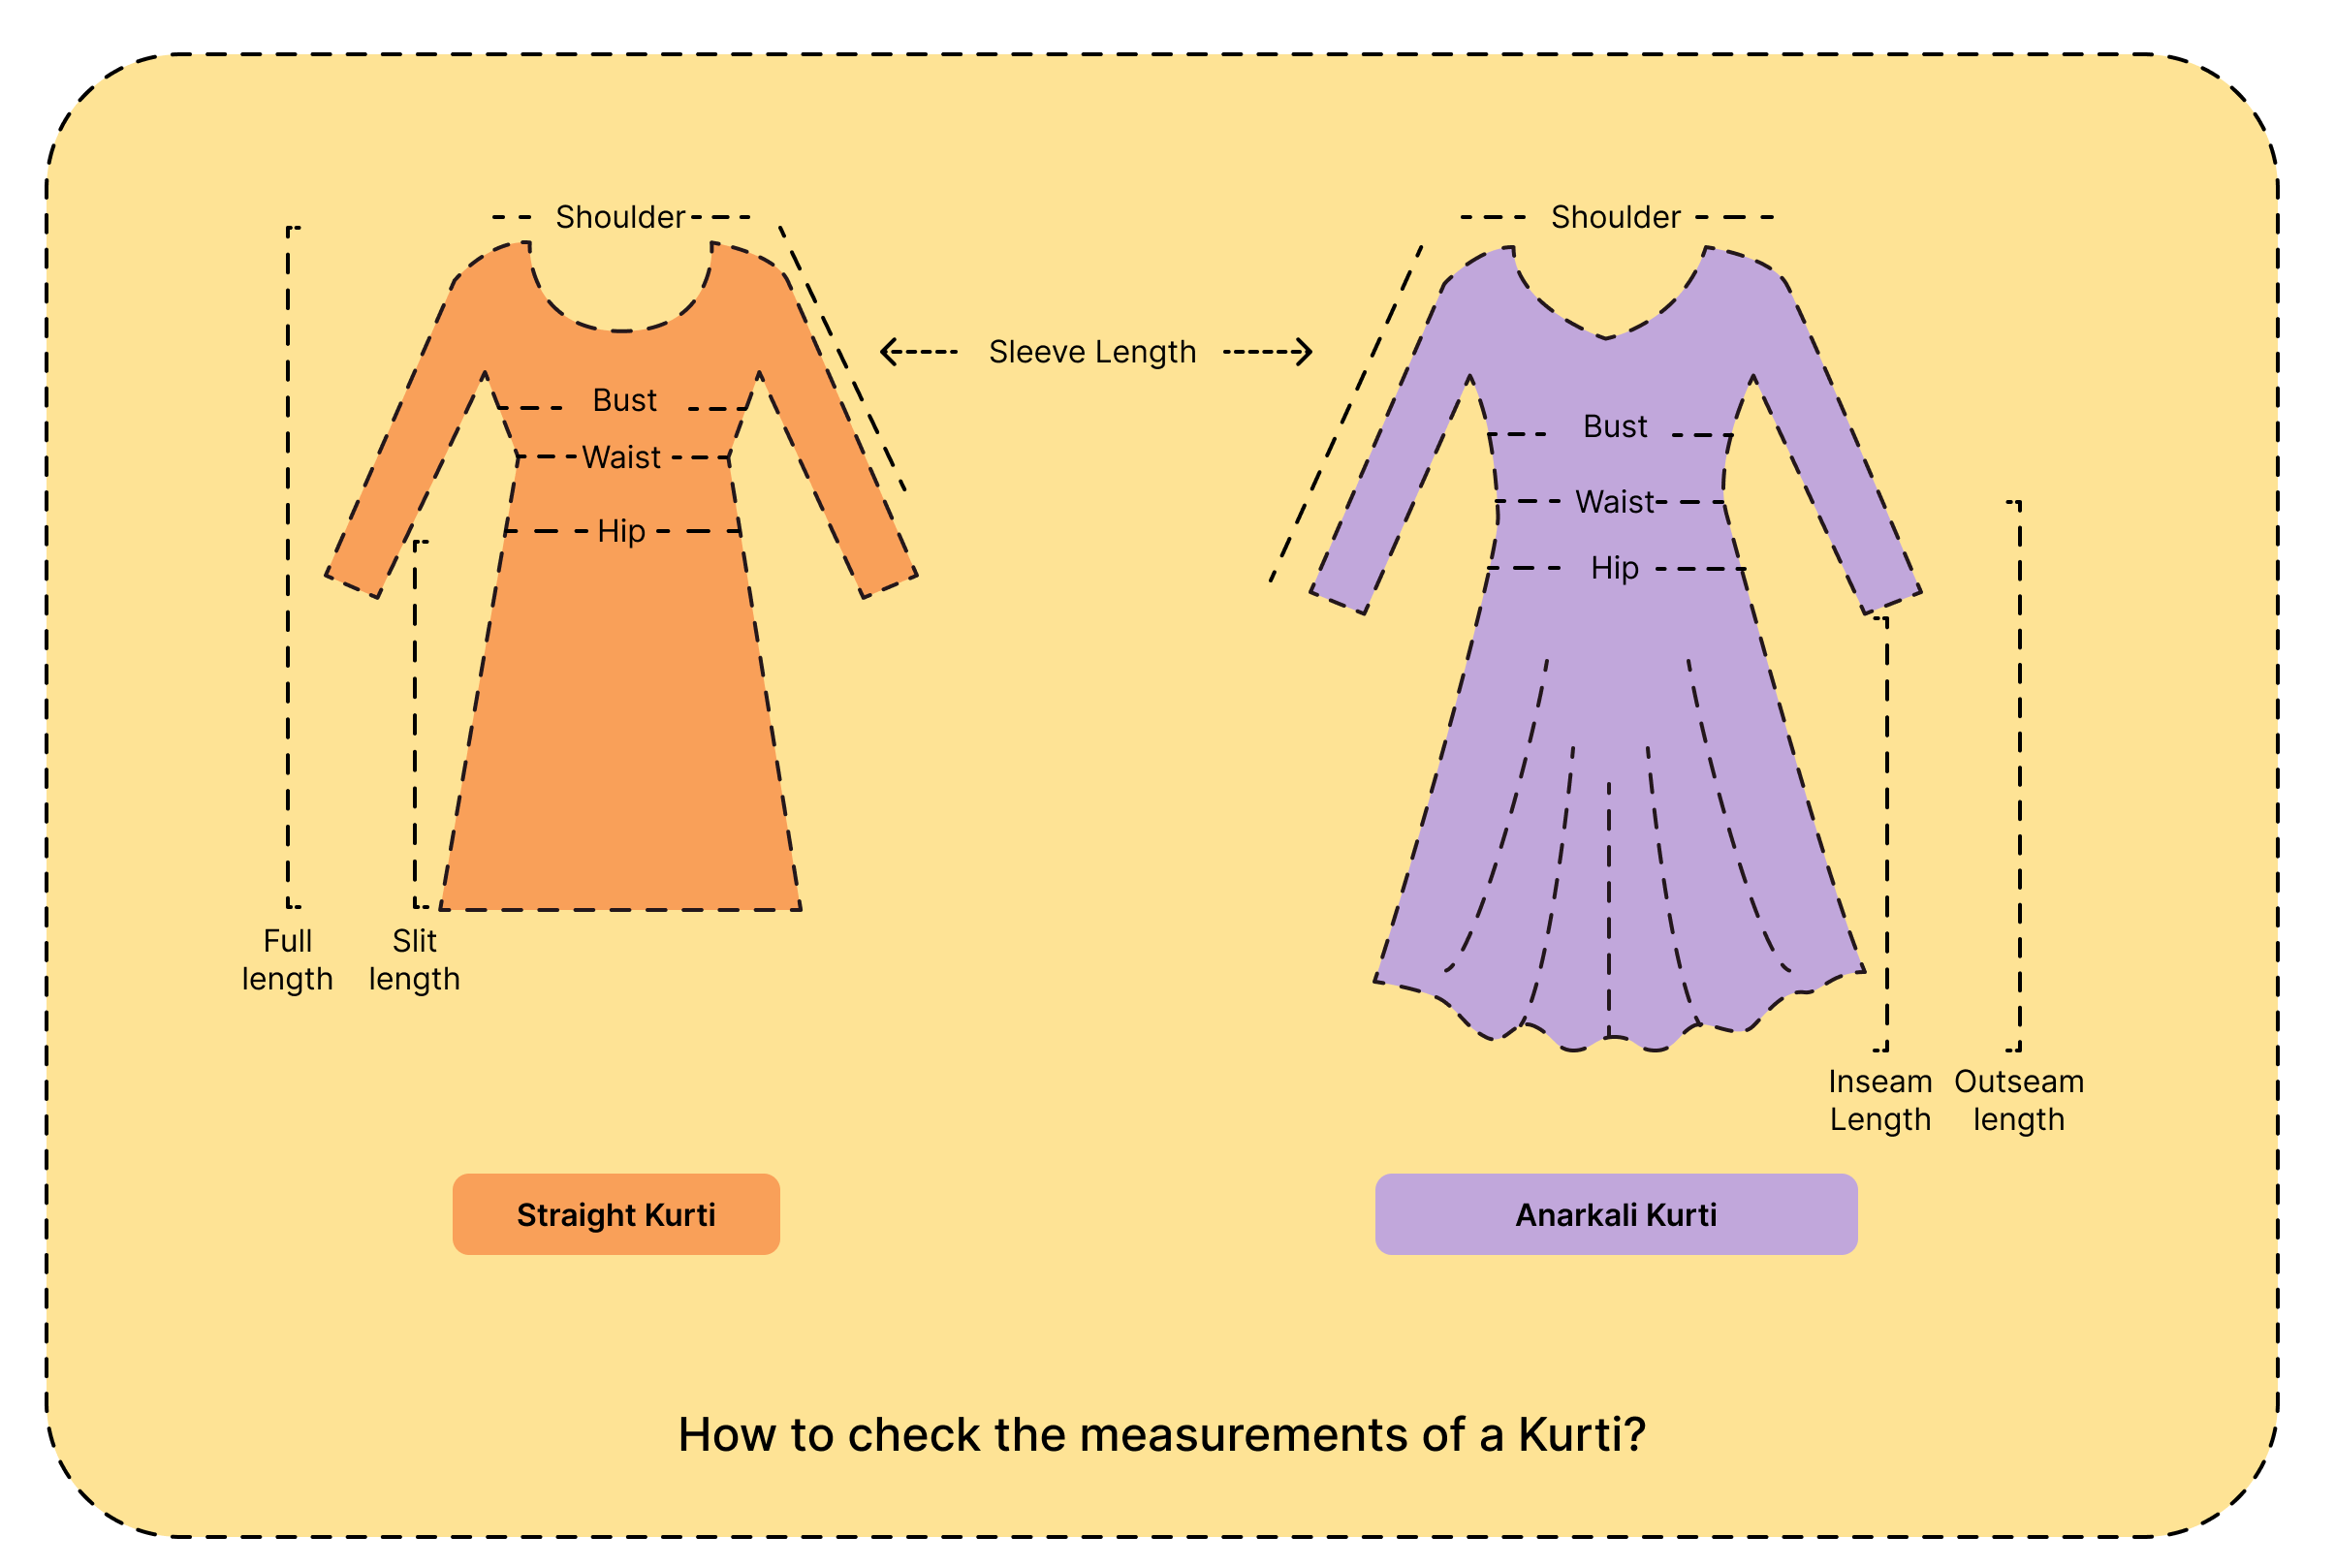 Shoulder
Shoulder
Sleeve Length
Bust
Waist
Hip
Bust
Waist
Hip
Full
length
Slit
length
Inseam
Length
Outseam
length
Straight Kurti
Anarkali Kurti
How to check the measurements of a Kurti?